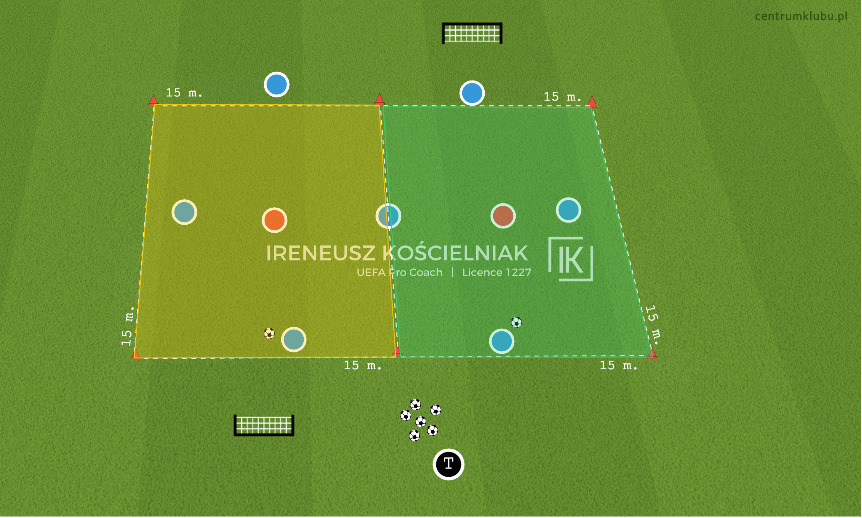 centrumklubu.pl
15 m.
15 m.
IRENEUSZ KOŚCIELNIAK
UEFA Pro Coach | Licence 1227
IK
15 m.
15 m.
15 m.
15 m.
T